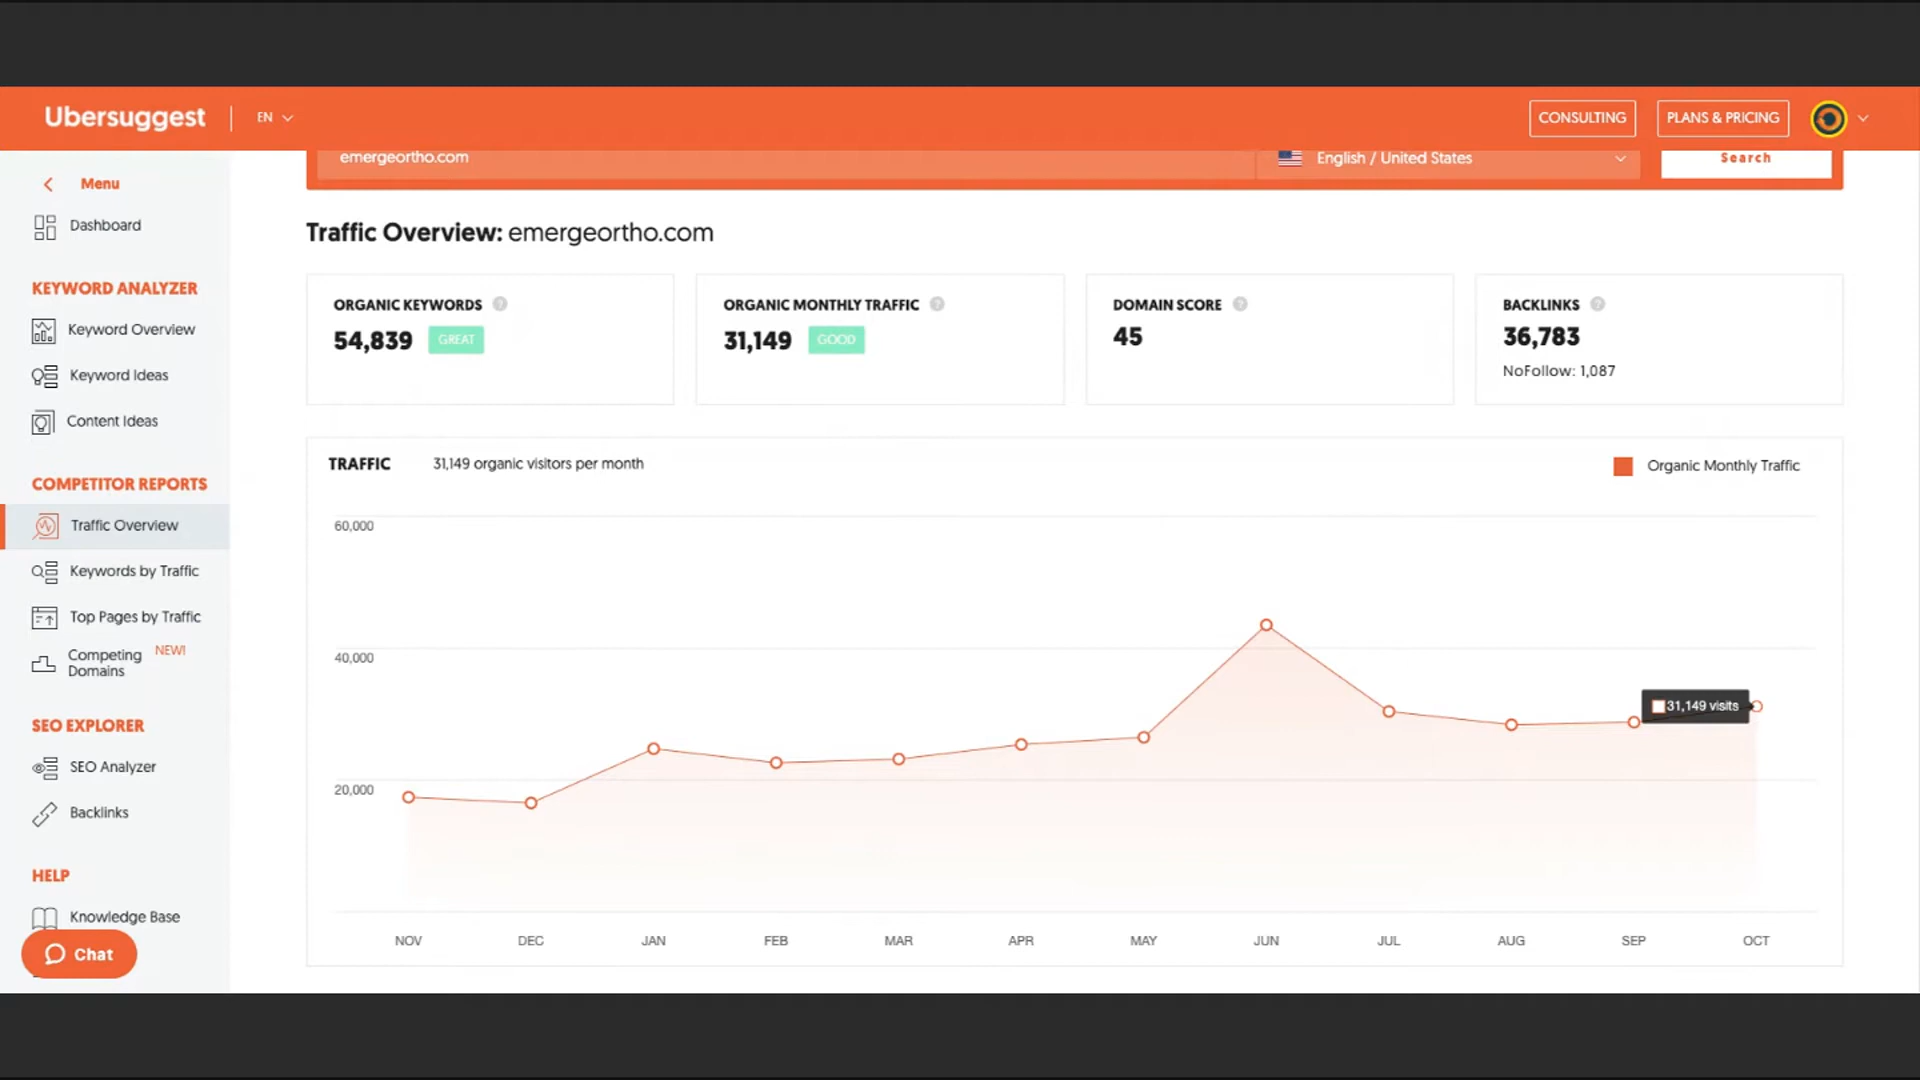 Ubersuggest
EN
CONSULTING
PLANS & PRICING
emergeortho.com
English / United States
Search
Menu
Dashboard
KEYWORD ANALYZER
Keyword Overview
Keyword Ideas
Content Ideas
COMPETITOR REPORTS
Traffic Overview
Keywords by Traffic
Top Pages by Traffic
Competing Domains
NEW!
SEO EXPLORER
SEO Analyzer
Backlinks
HELP
Knowledge Base
Chat
Traffic Overview: emergeortho.com
ORGANIC KEYWORDS ?
54,839 GREAT
ORGANIC MONTHLY TRAFFIC ?
31,149 GOOD
DOMAIN SCORE ?
45
BACKLINKS ?
36,783
NoFollow: 1,087
TRAFFIC 31,149 organic visitors per month
Organic Monthly Traffic
60,000
40,000
20,000
31,149 visits
NOV DEC JAN FEB MAR APR MAY JUN JUL AUG SEP OCT